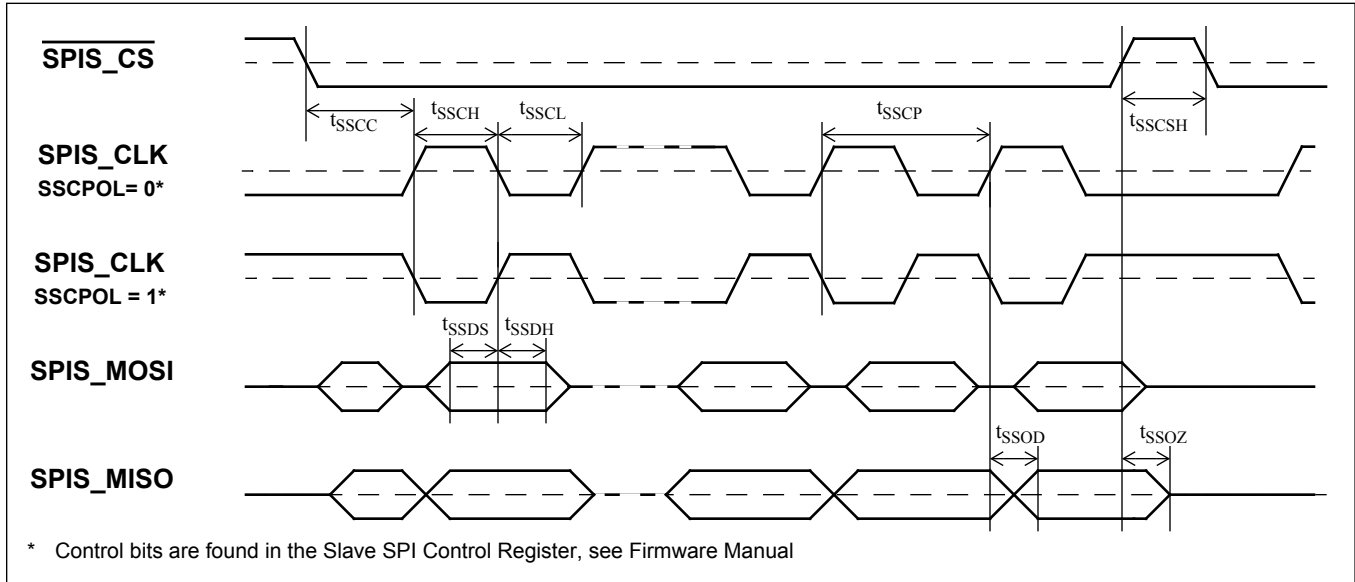 SPIS_CS
tSSCC tSSCH tSSCL tSSCP tSSCSH
SPIS_CLK
SSCPOL= 0*
SPIS_CLK
SSCPOL = 1*
tSSDS tSSDH
SPIS_MOSI
tSSOD tSSOZ
SPIS_MISO
* Control bits are found in the Slave SPI Control Register, see Firmware Manual